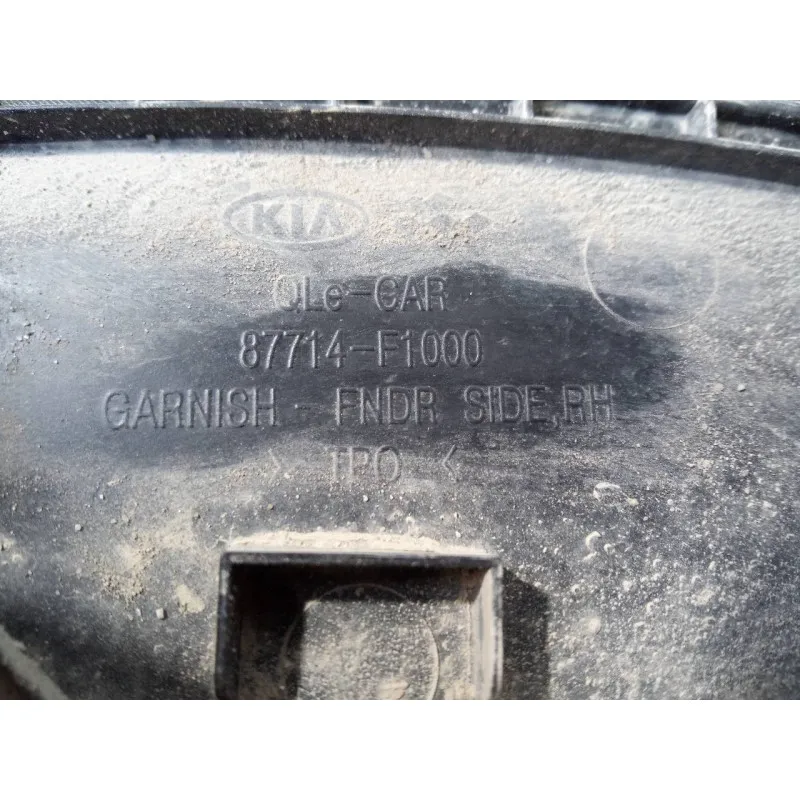 KIA
QLe-CAR
87714-F1000
GARNISH - FNDR SIDE,RH
> TPO <